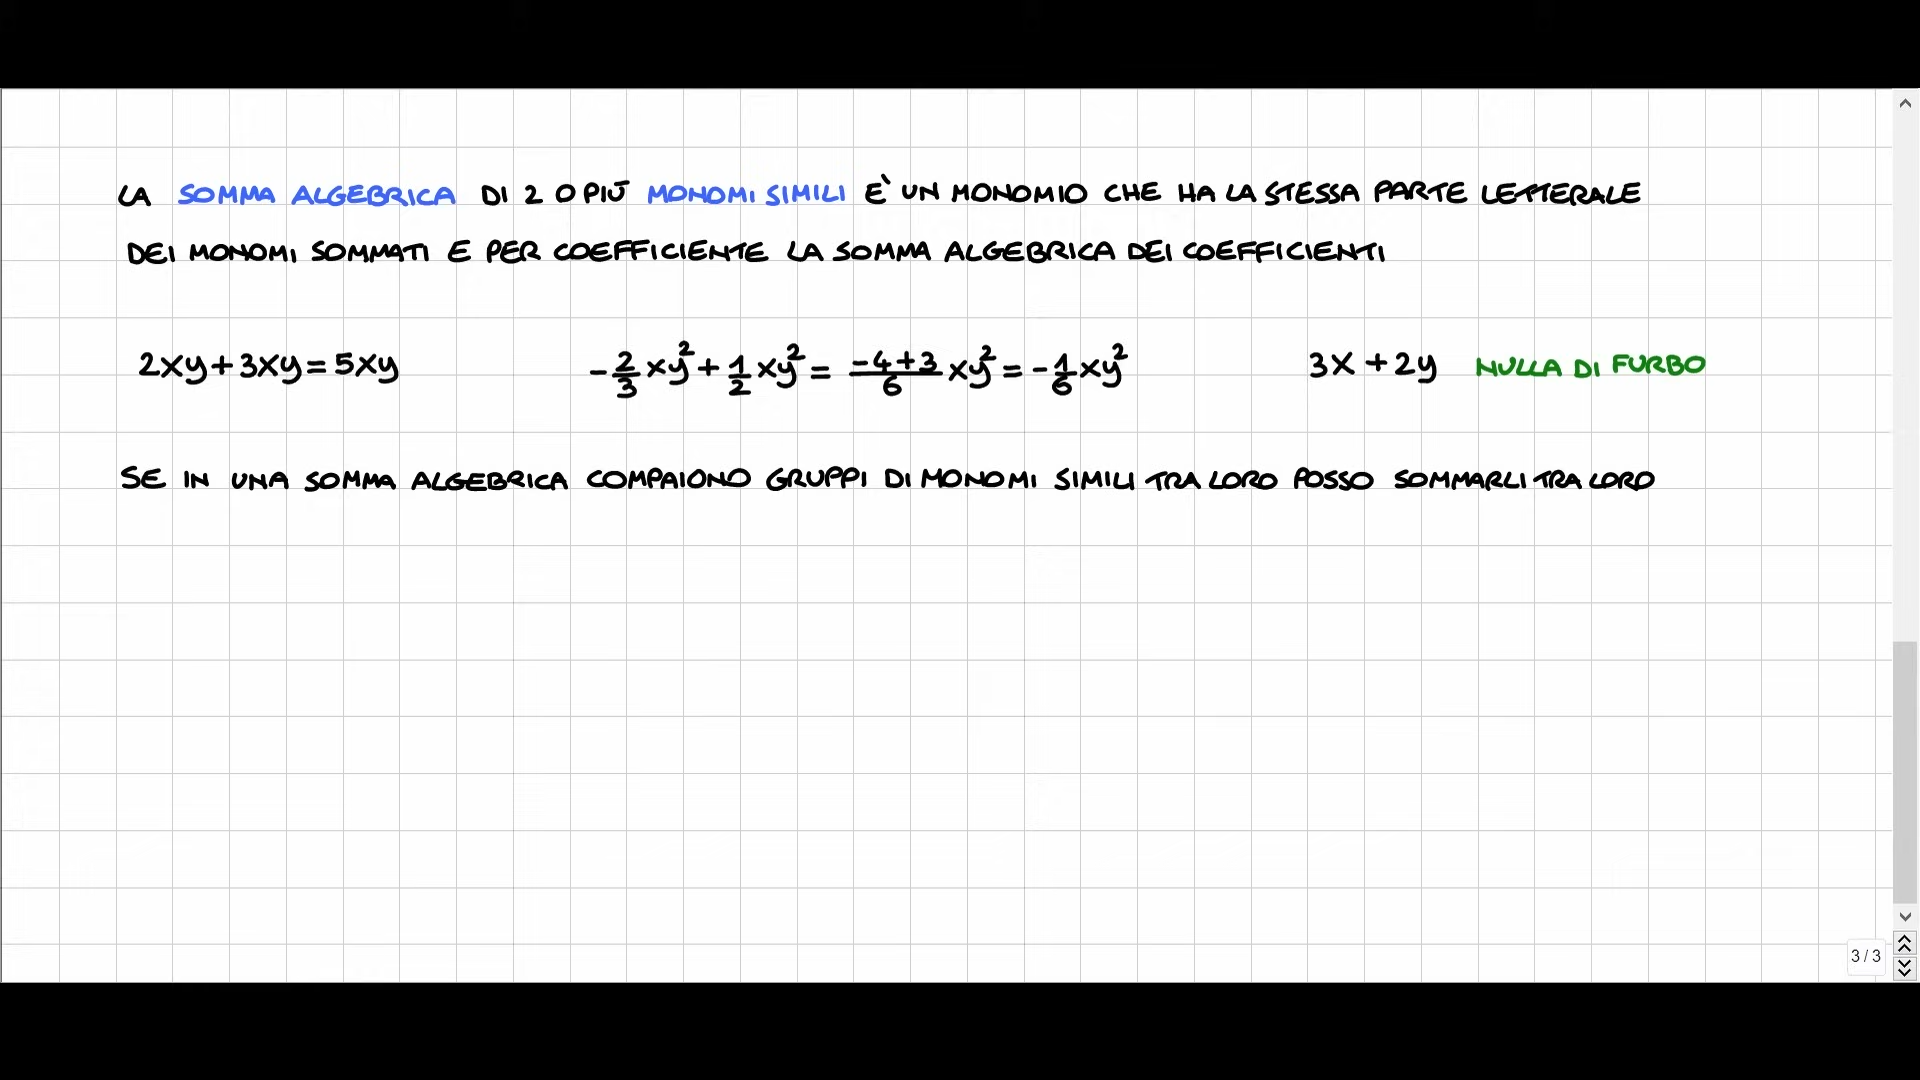 LA SOMMA ALGEBRICA DI 2 O PIÙ MONOMI SIMILI E' UN MONOMIO CHE HA LA STESSA PARTE LETTERALE
DEI MONOMI SOMMATI E PER COEFFICIENTE LA SOMMA ALGEBRICA DEI COEFFICIENTI
2xy+3xy=5xy -2/3 xy²+1/2 xy²= (-4+3)/6 xy²=-1/6 xy² 3x+2y NULLA DI FURBO
SE IN UNA SOMMA ALGEBRICA COMPAIONO GRUPPI DI MONOMI SIMILI TRA LORO POSSO SOMMARLI TRA LORO
3 / 3